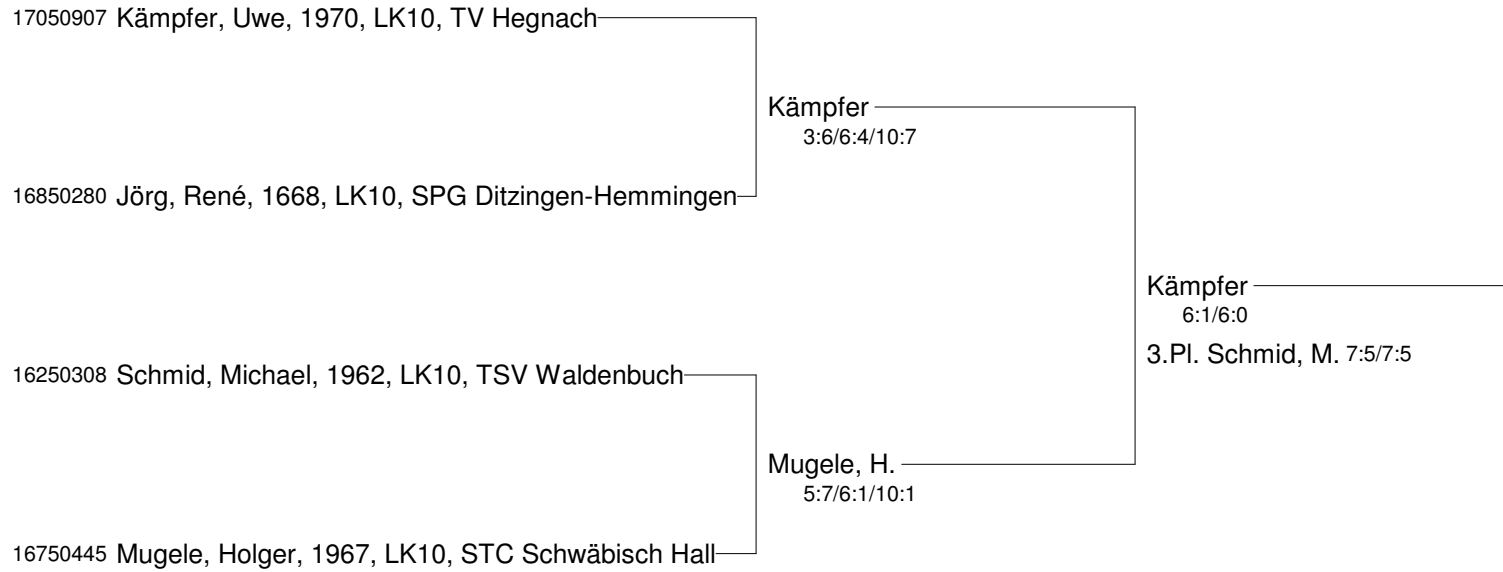 17050907 Kämpfer, Uwe, 1970, LK10, TV Hegnach
Kämpfer
3:6/6:4/10:7
16850280 Jörg, René, 1668, LK10, SPG Ditzingen-Hemmingen
Kämpfer
6:1/6:0
3.Pl. Schmid, M. 7:5/7:5
16250308 Schmid, Michael, 1962, LK10, TSV Waldenbuch
Mugele, H.
5:7/6:1/10:1
16750445 Mugele, Holger, 1967, LK10, STC Schwäbisch Hall